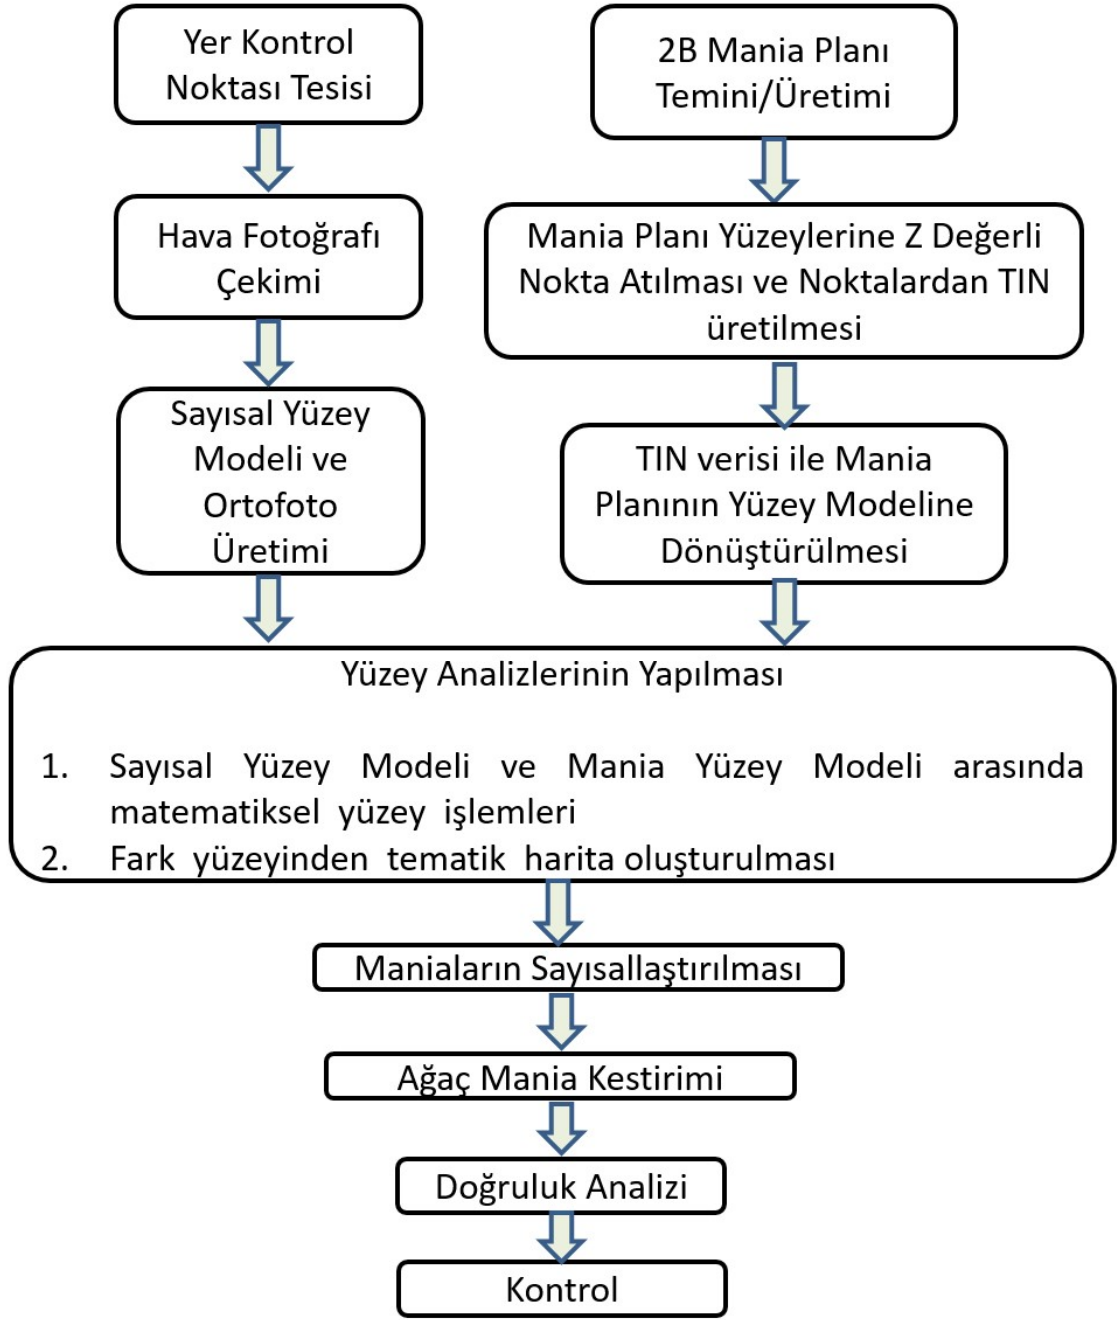 Yer Kontrol
Noktası Tesisi
2B Mania Planı
Temini/Üretimi
Hava Fotoğrafı
Çekimi
Mania Planı Yüzeylerine Z Değerli
Nokta Atılması ve Noktalardan TIN
üretilmesi
Sayısal Yüzey
Modeli ve
Ortofoto
Üretimi
TIN verisi ile Mania
Planının Yüzey Modeline
Dönüştürülmesi
Yüzey Analizlerinin Yapılması
1. Sayısal Yüzey Modeli ve Mania Yüzey Modeli arasında
matematiksel yüzey işlemleri
2. Fark yüzeyinden tematik harita oluşturulması
Maniaların Sayısallaştırılması
Ağaç Mania Kestirimi
Doğruluk Analizi
Kontrol